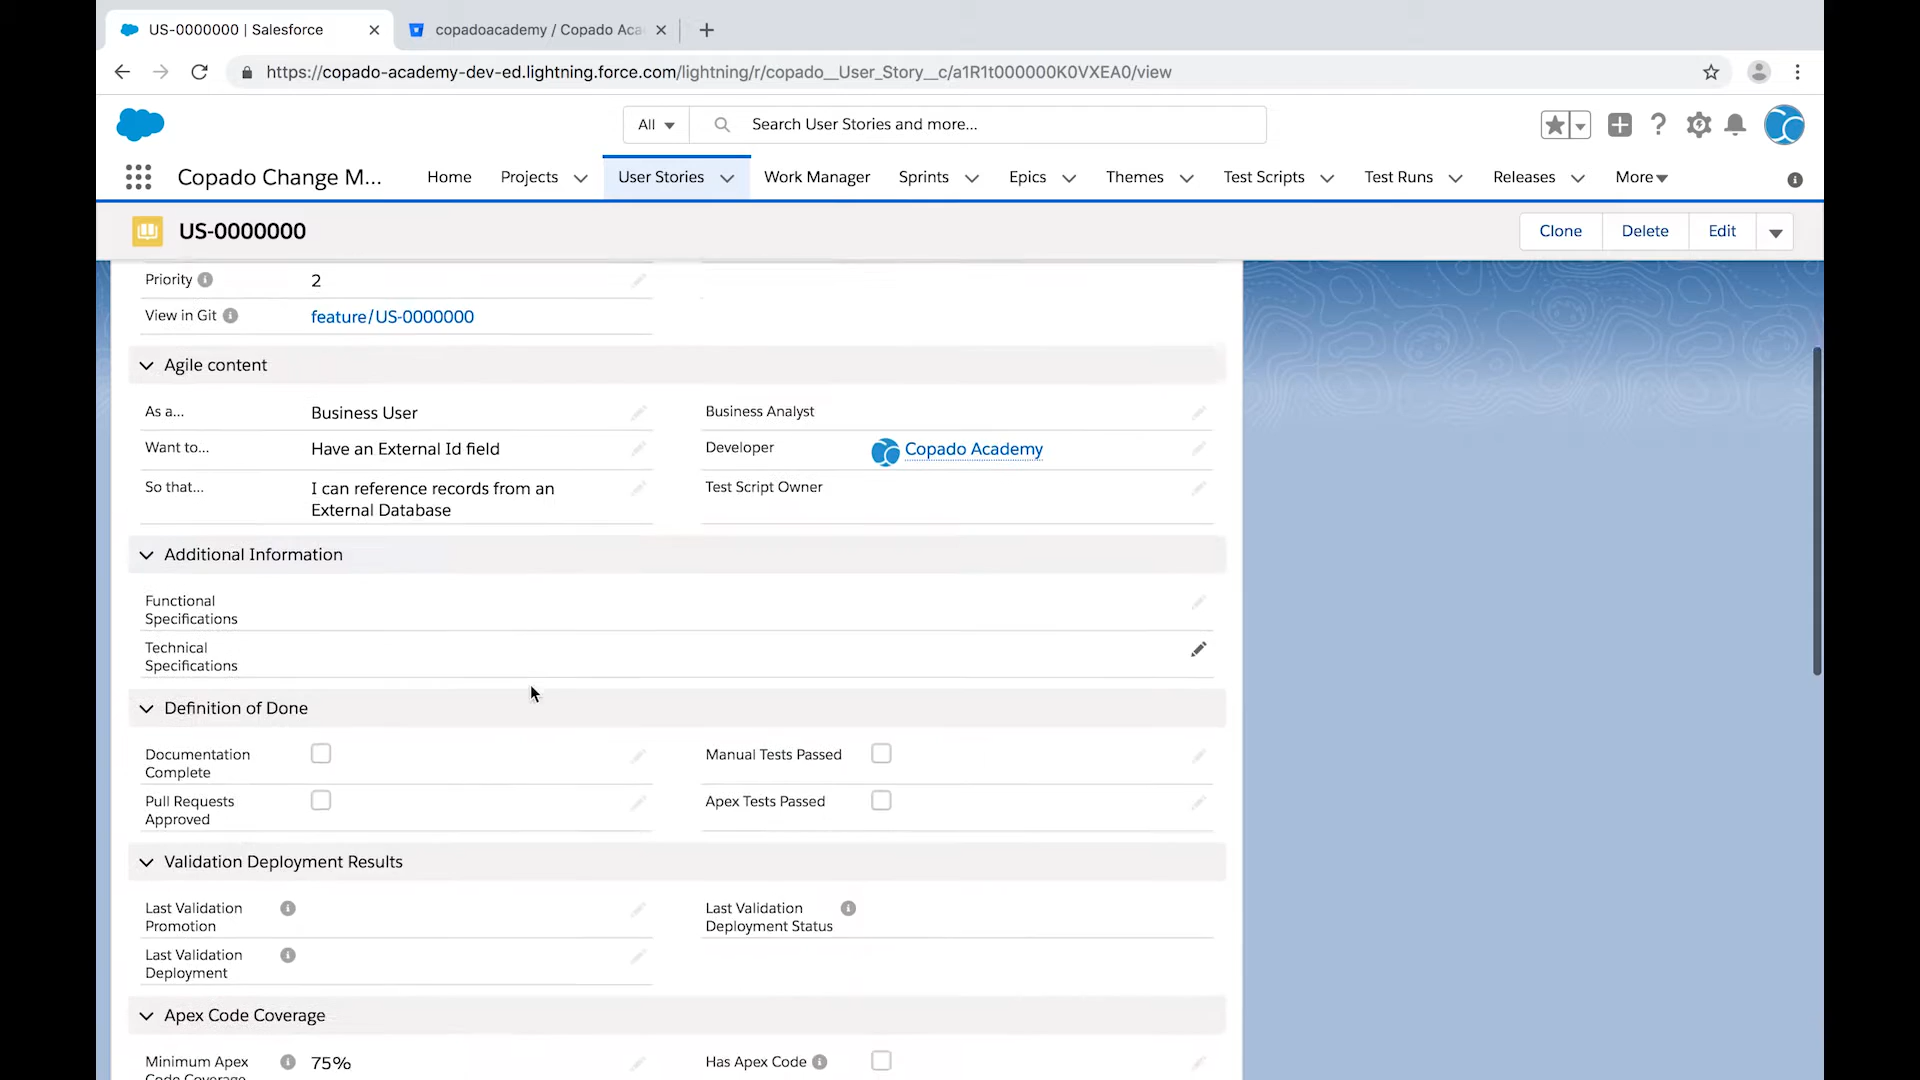 US-0000000 | Salesforce
copadoacademy / Copado Aca
https://copado-academy-dev-ed.lightning.force.com/lightning/r/copado__User_Story__c/a1R1t000000K0VXEA0/view
All
Search User Stories and more...
Copado Change M...
Home
Projects
User Stories
Work Manager
Sprints
Epics
Themes
Test Scripts
Test Runs
Releases
More
US-0000000
Clone
Delete
Edit
Priority
2
View in Git
feature/US-0000000
Agile content
As a...
Business User
Business Analyst
Want to...
Have an External Id field
Developer
Copado Academy
So that...
I can reference records from an
External Database
Test Script Owner
Additional Information
Functional
Specifications
Technical
Specifications
Definition of Done
Documentation
Complete
Manual Tests Passed
Pull Requests
Approved
Apex Tests Passed
Validation Deployment Results
Last Validation
Promotion
Last Validation
Deployment Status
Last Validation
Deployment
Apex Code Coverage
Minimum Apex
Code Coverage
75%
Has Apex Code